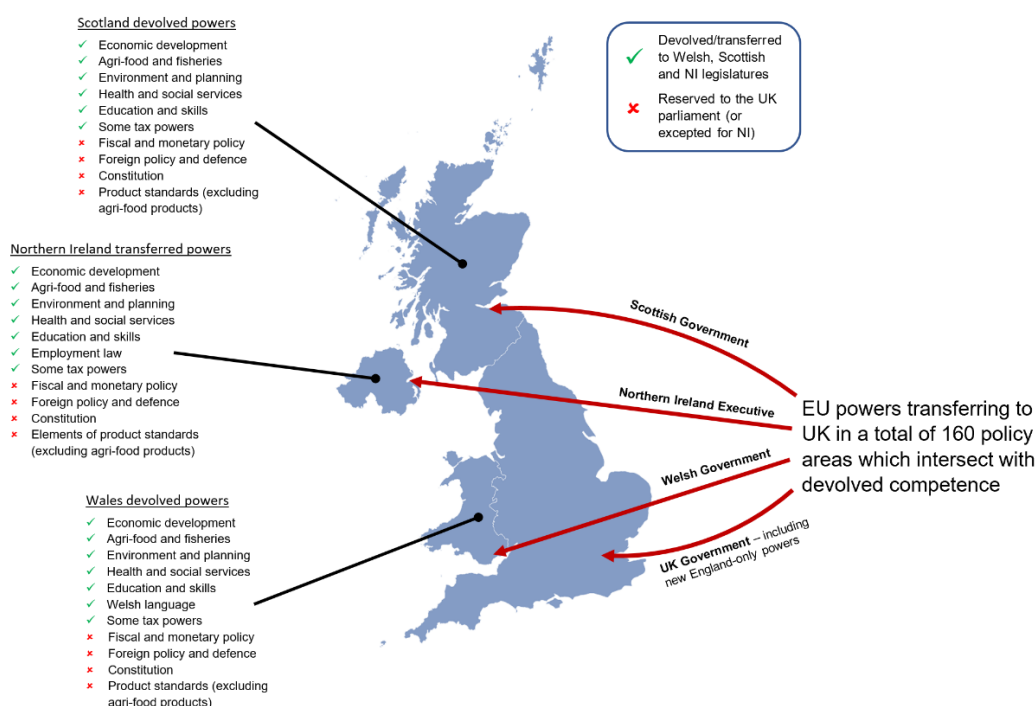 Scotland devolved powers
✓ Economic development
✓ Agri-food and fisheries
✓ Environment and planning
✓ Health and social services
✓ Education and skills
✓ Some tax powers
✘ Fiscal and monetary policy
✘ Foreign policy and defence
✘ Constitution
✘ Product standards (excluding
agri-food products)
Devolved/transferred
to Welsh, Scottish
and NI legislatures
Reserved to the UK
parliament (or
excepted for NI)
Northern Ireland transferred powers
✓ Economic development
✓ Agri-food and fisheries
✓ Environment and planning
✓ Health and social services
✓ Education and skills
✓ Employment law
✓ Some tax powers
✘ Fiscal and monetary policy
✘ Foreign policy and defence
✘ Constitution
✘ Elements of product standards
(excluding agri-food products)
Wales devolved powers
✓ Economic development
✓ Agri-food and fisheries
✓ Environment and planning
✓ Health and social services
✓ Education and skills
✓ Welsh language
✓ Some tax powers
✘ Fiscal and monetary policy
✘ Foreign policy and defence
✘ Constitution
✘ Product standards (excluding
agri-food products)
Scottish Government
Northern Ireland Executive
Welsh Government
UK Government – including
new England-only powers
EU powers transferring to
UK in a total of 160 policy
areas which intersect with
devolved competence